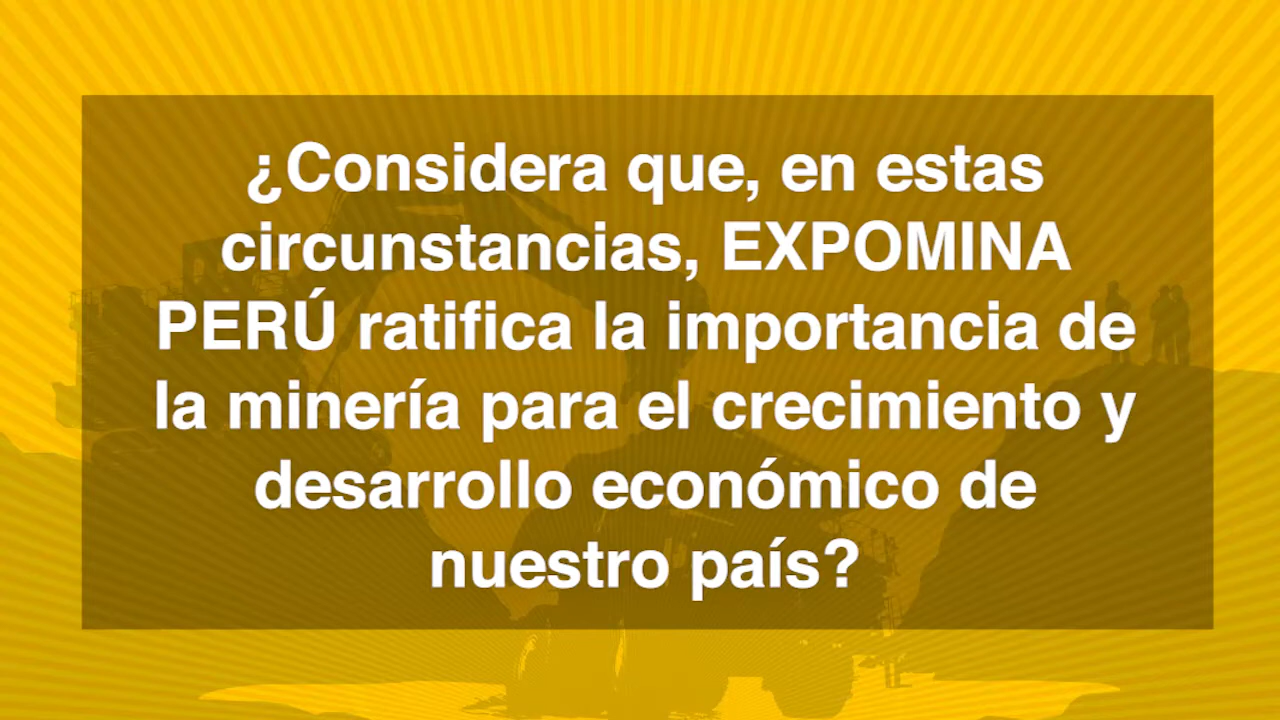 ¿Considera que, en estas
circunstancias, EXPOMINA
PERÚ ratifica la importancia de
la minería para el crecimiento y
desarrollo económico de
nuestro país?